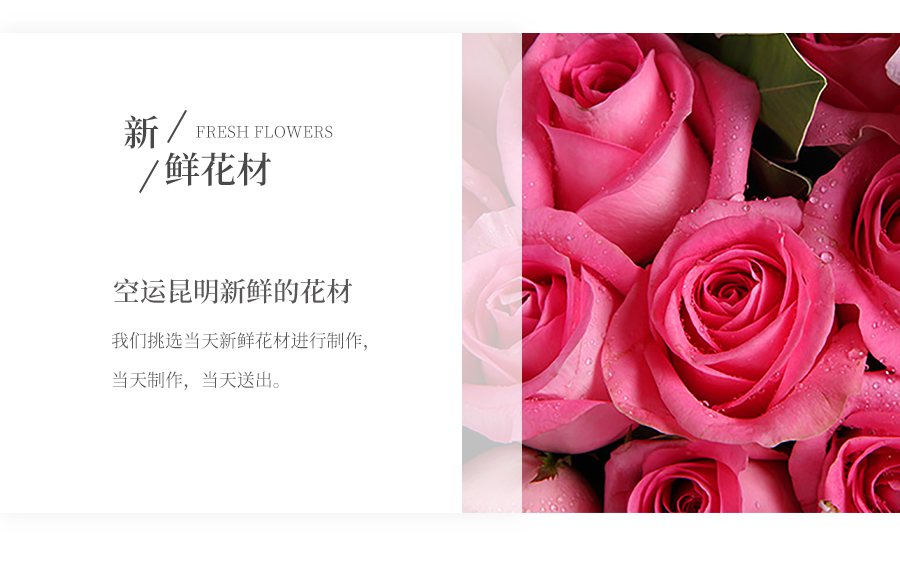 新
FRESH FLOWERS
鲜花材
空运昆明新鲜的花材
我们挑选当天新鲜花材进行制作,
当天制作，当天送出。